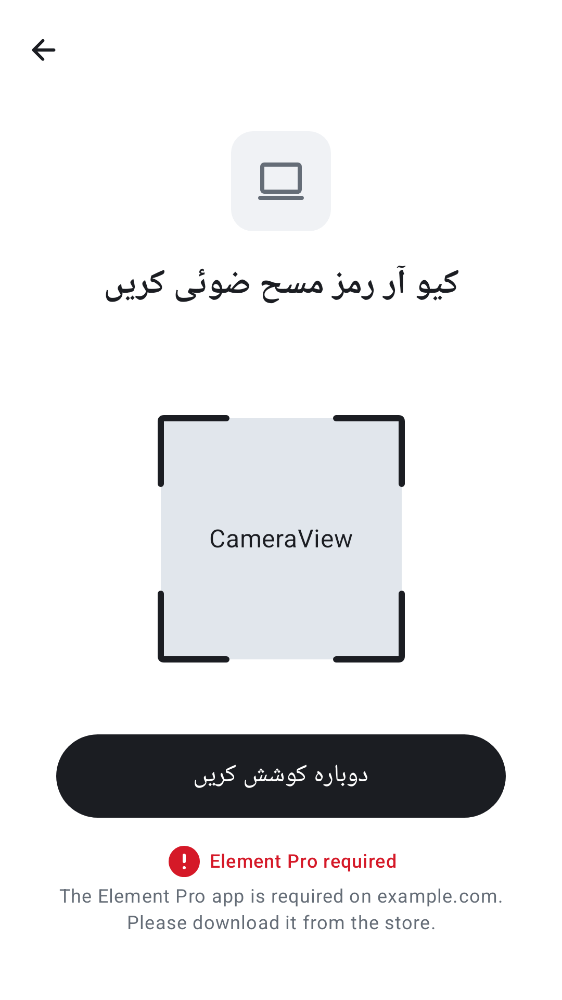 کیو آر رمز مسح ضوئی کریں
CameraView
دوبارہ کوشش کریں
Element Pro required
The Element Pro app is required on example.com.
Please download it from the store.